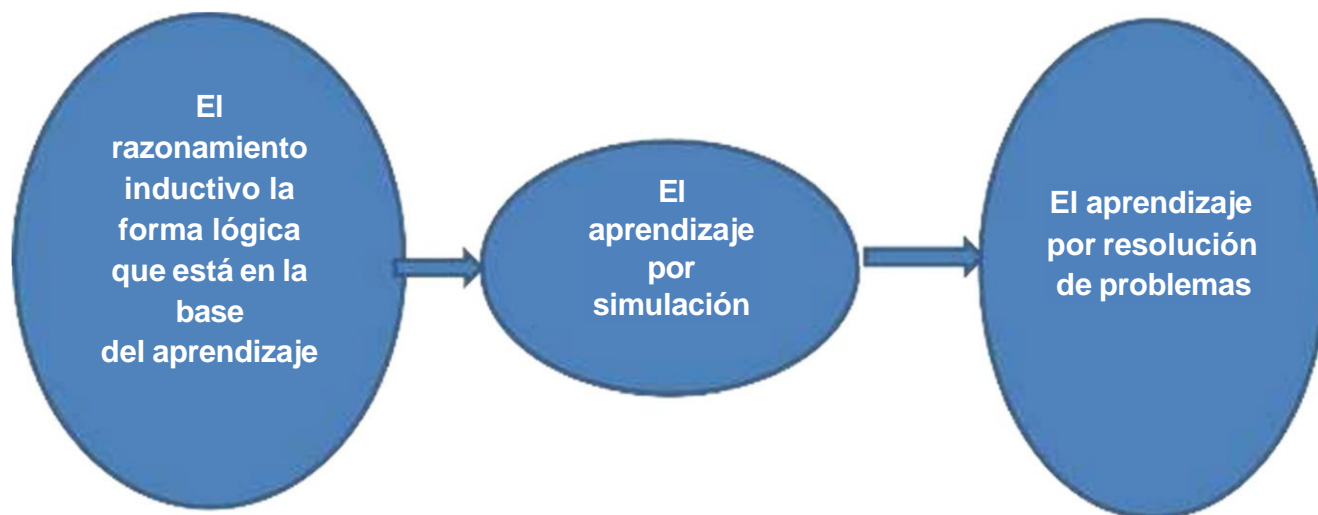 El
razonamiento
inductivo la
forma lógica
que está en la
base
del aprendizaje
El
aprendizaje
por
simulación
El aprendizaje
por resolución
de problemas